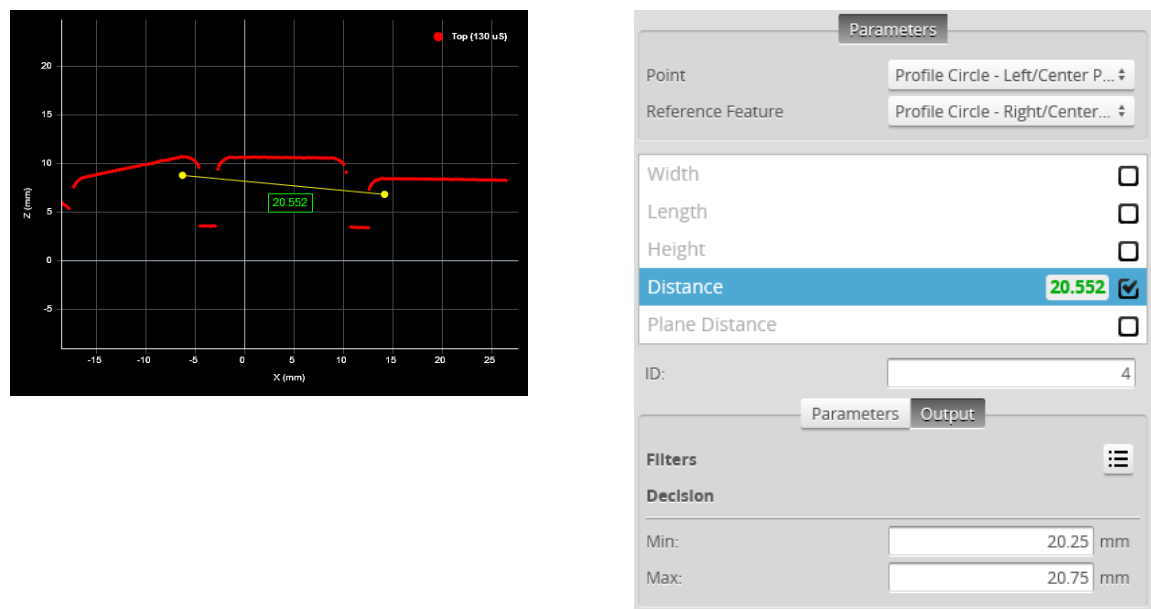 Top (130 uS)
20
15
10
5
0
-5
Z (mm)
20.552
-15 -10 -5 0 5 10 15 20 25
X (mm)
Parameters
Point Profile Circle - Left/Center P...
Reference Feature Profile Circle - Right/Center...
Width
Length
Height
Distance 20.552
Plane Distance
ID: 4
Parameters Output
Filters
Decision
Min: 20.25 mm
Max: 20.75 mm